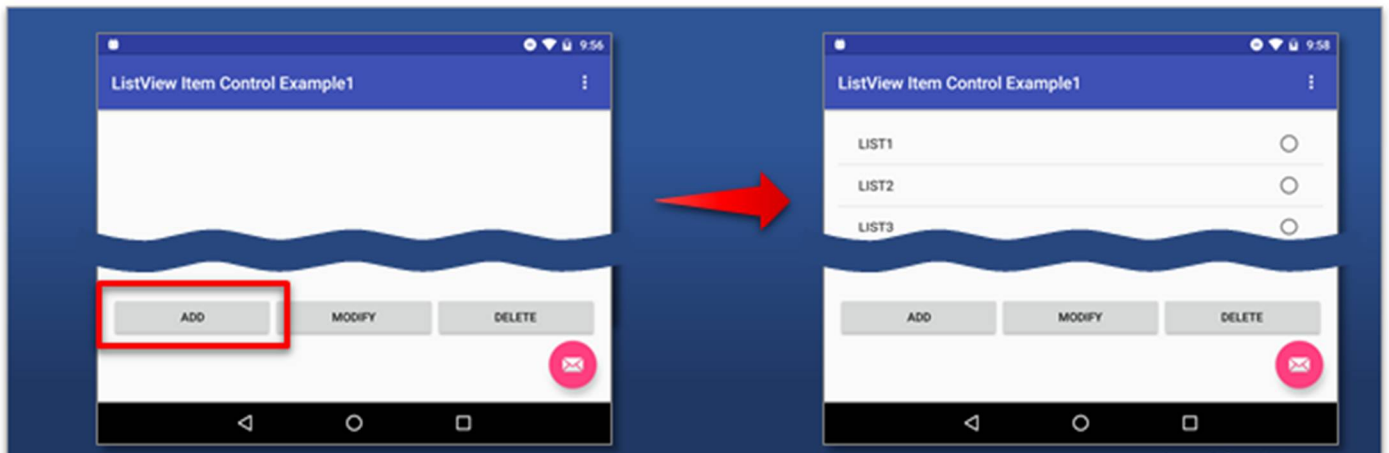 9:56
ListView Item Control Example1
ADD MODIFY DELETE
9:58
ListView Item Control Example1
LIST1
LIST2
LIST3
ADD MODIFY DELETE